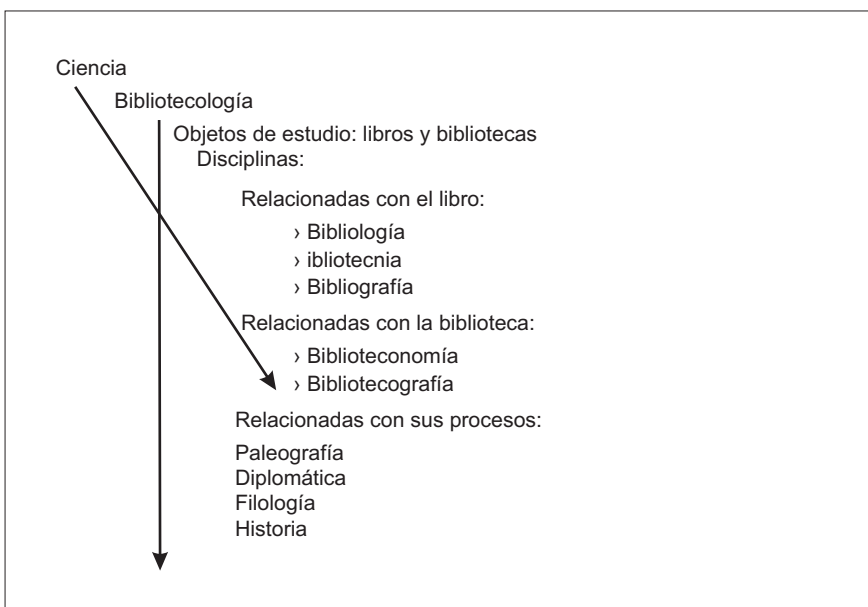 Ciencia
Bibliotecología
Objetos de estudio: libros y bibliotecas
Disciplinas:
Relacionadas con el libro:
› Bibliología
› ibliotecnia
› Bibliografía
Relacionadas con la biblioteca:
› Biblioteconomía
› Bibliotecografía
Relacionadas con sus procesos:
Paleografía
Diplomática
Filología
Historia